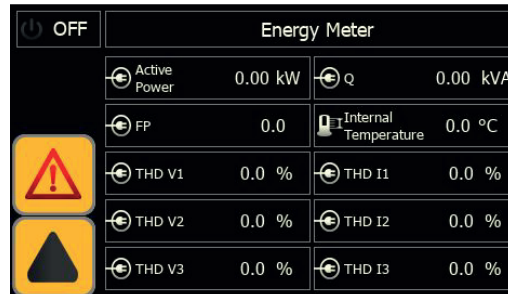 OFF Energy Meter
Active Power 0.00 kW Q 0.00 kVA
FP 0.0 Internal Temperature 0.0 °C
THD V1 0.0 % THD I1 0.0 %
THD V2 0.0 % THD I2 0.0 %
THD V3 0.0 % THD I3 0.0 %